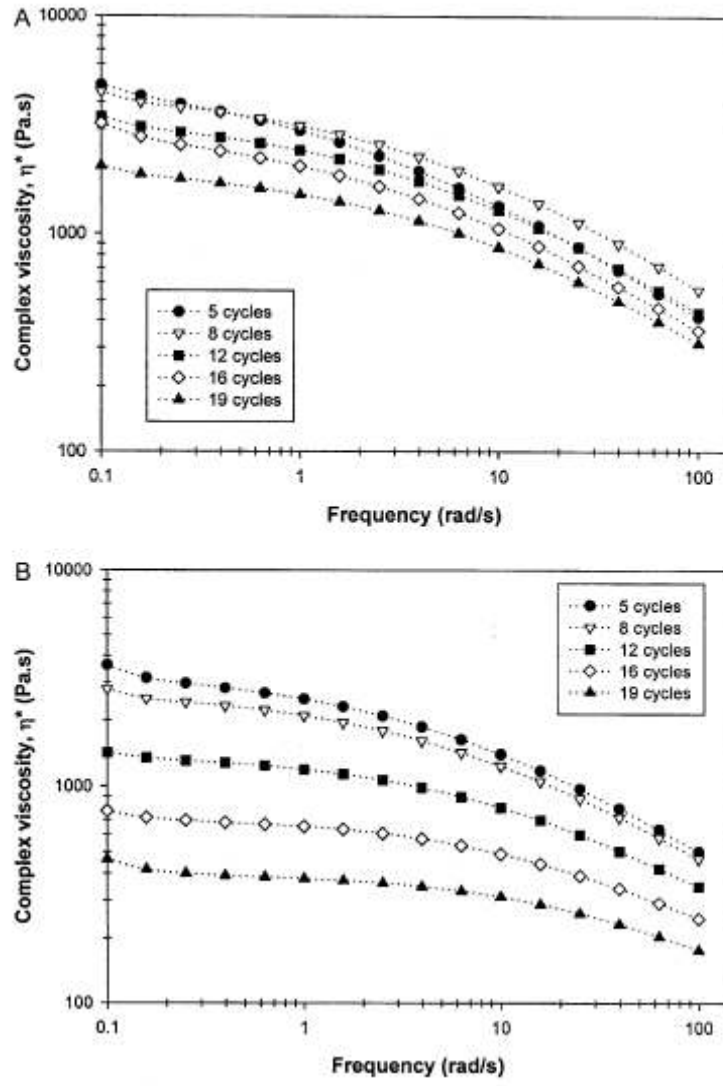 A
10000
1000
100
Complex viscosity, η* (Pa.s)
5 cycles
8 cycles
12 cycles
16 cycles
19 cycles
0.1 1 10 100
Frequency (rad/s)
B
10000
1000
100
Complex viscosity, η* (Pa.s)
5 cycles
8 cycles
12 cycles
16 cycles
19 cycles
0.1 1 10 100
Frequency (rad/s)